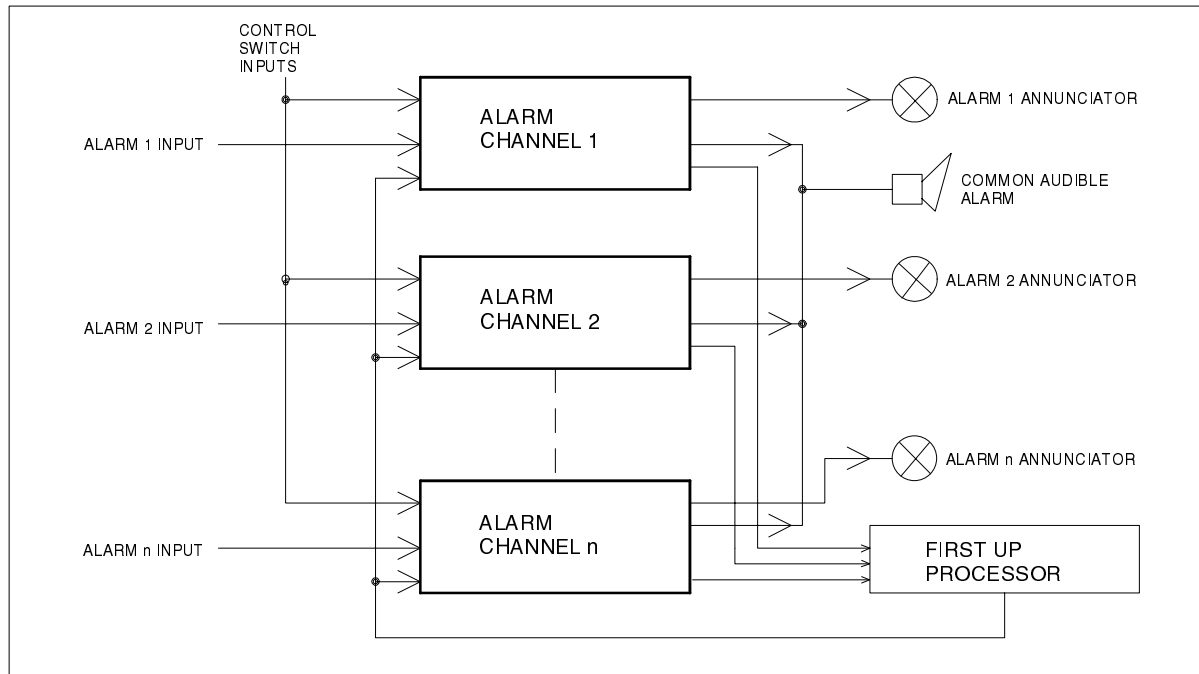 CONTROL
SWITCH
INPUTS
ALARM
CHANNEL 1
ALARM 1 ANNUNCIATOR
ALARM 1 INPUT
COMMON AUDIBLE
ALARM
ALARM
CHANNEL 2
ALARM 2 ANNUNCIATOR
ALARM 2 INPUT
ALARM n ANNUNCIATOR
ALARM
CHANNEL n
ALARM n INPUT
FIRST UP
PROCESSOR